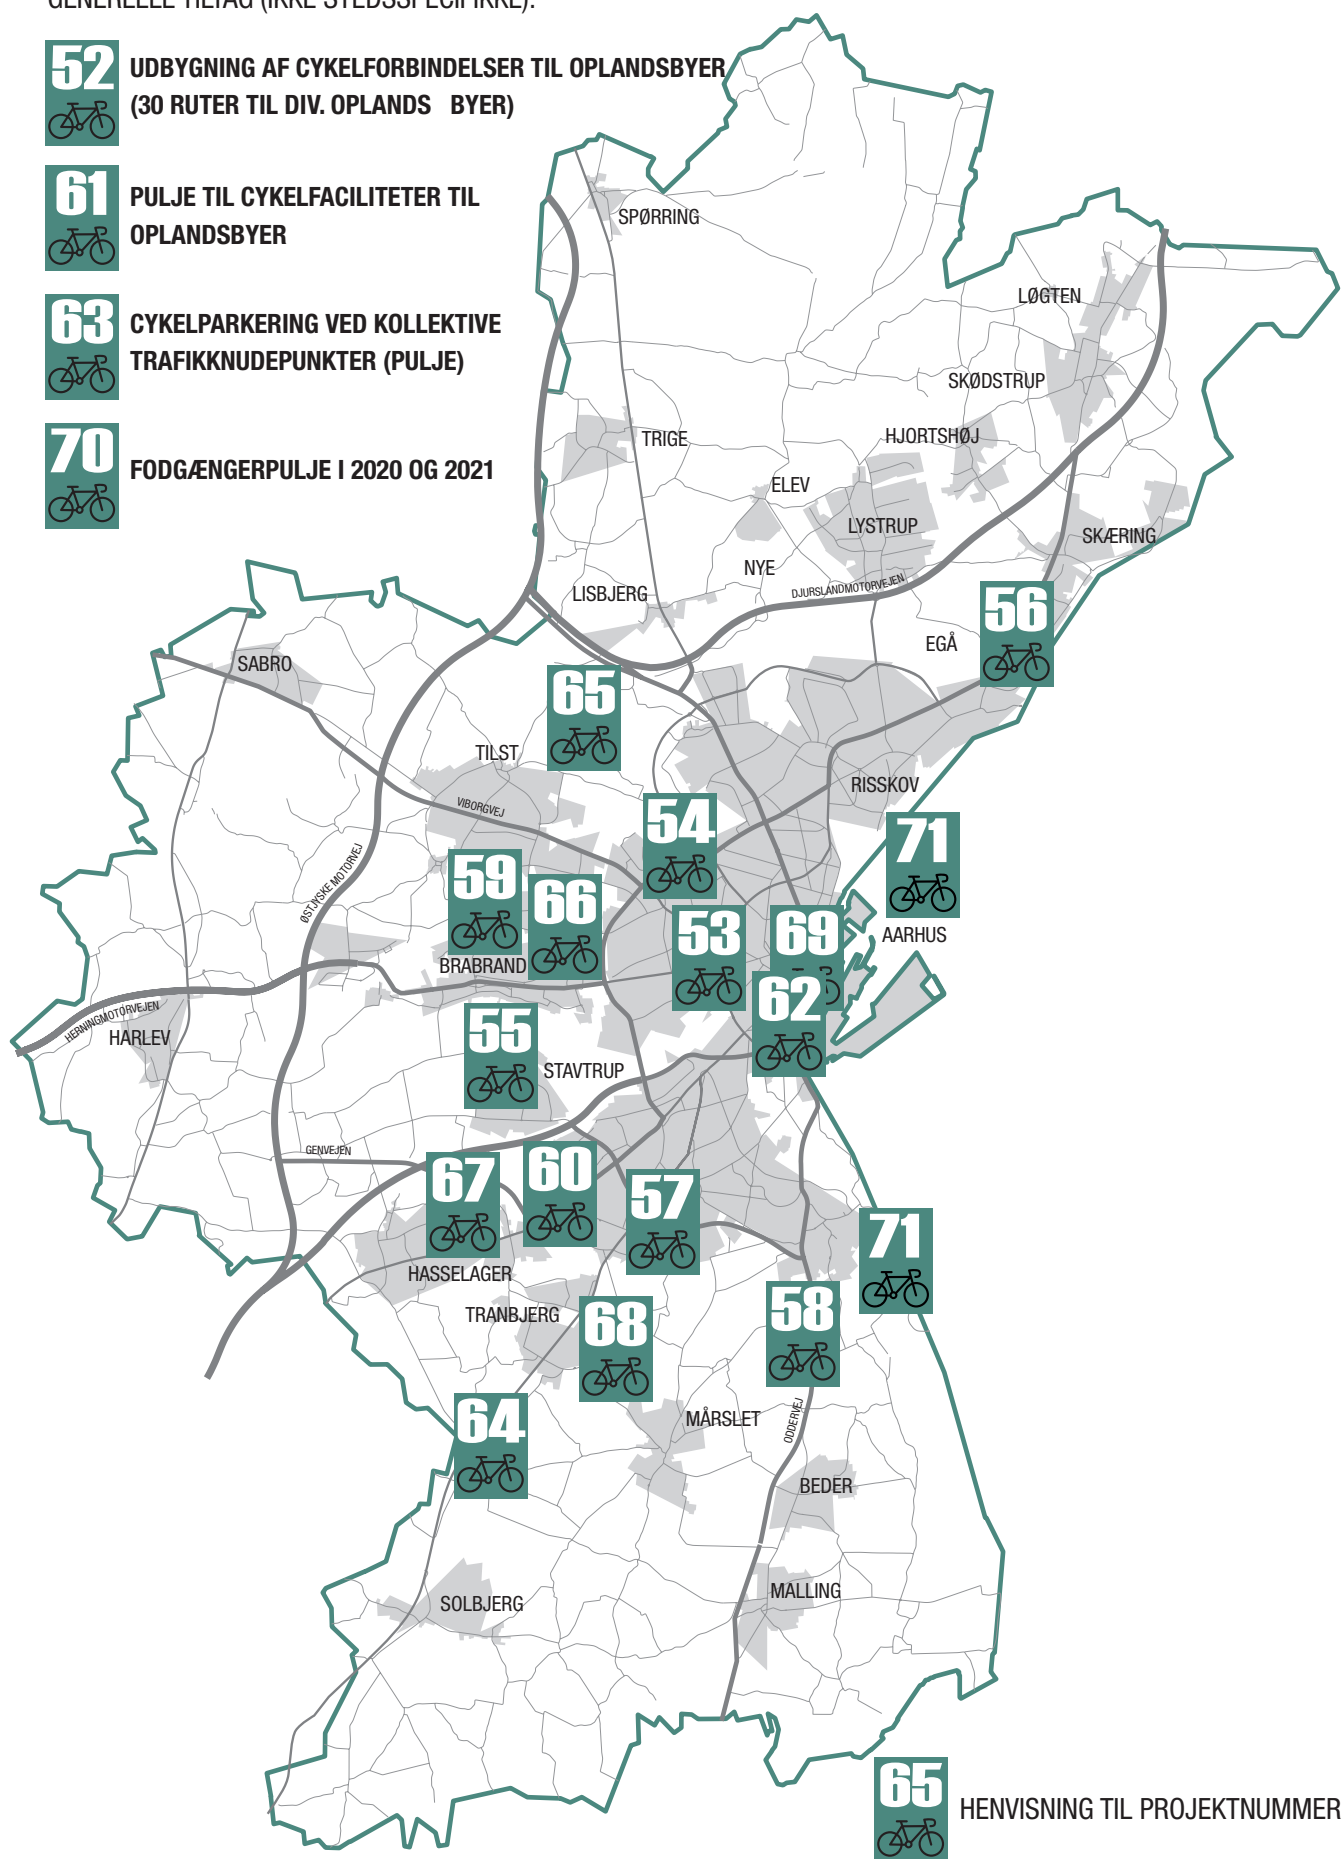 GENERELLE TILTAG (IKKE STEDSSPECIFIKKE):
52
UDBYGNING AF CYKELFORBINDELSER TIL OPLANDSBYER
(30 RUTER TIL DIV. OPLANDS BYER)
61
PULJE TIL CYKELFACILITETER TIL
OPLANDSBYER
63
CYKELPARKERING VED KOLLEKTIVE
TRAFIKKNUDEPUNKTER (PULJE)
70
FODGÆNGERPULJE I 2020 OG 2021
SPØRRING
LØGTEN
SKØDSTRUP
HJORTSHØJ
TRIGE
ELEV
LYSTRUP
SKÆRING
NYE
DJURSLANDMOTORVEJEN
LISBJERG
56
EGÅ
SABRO
65
TILST
RISSKOV
VIBORGVEJ
54
71
ØSTJYSKE MOTORVEJ
59
66
53
69
AARHUS
BRABRAND
62
HERNINGMOTORVEJEN
HARLEV
55
STAVTRUP
GENVEJEN
67
60
57
71
HASSELAGER
TRANBJERG
68
58
64
MÅRSLET
ODDERVEJ
BEDER
MALLING
SOLBJERG
65
HENVISNING TIL PROJEKTNUMMER